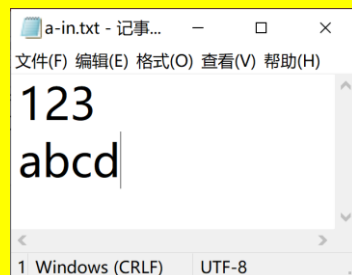 a-in.txt - 记事...
文件(F) 编辑(E) 格式(O) 查看(V) 帮助(H)
123
abcd
1 Windows (CRLF) UTF-8